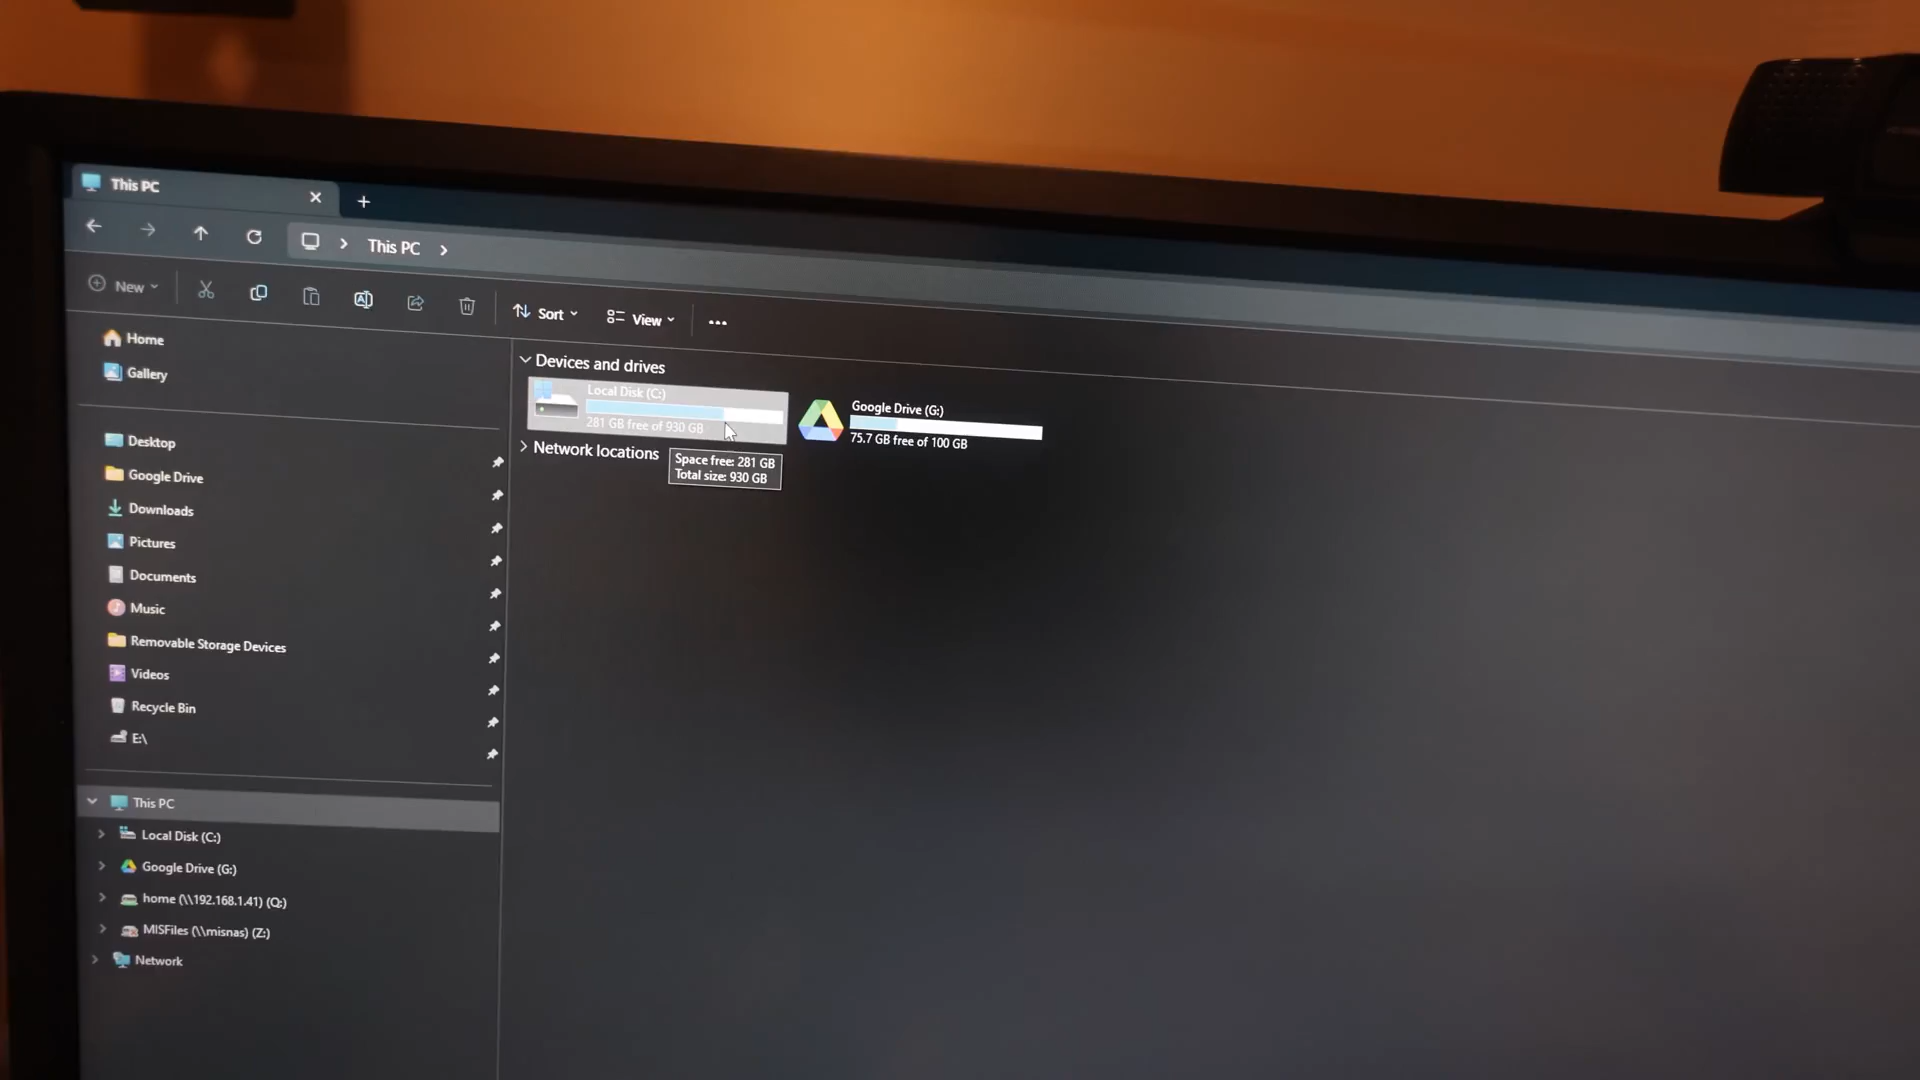 This PC
This PC
New
Sort
View
Home
Gallery
Desktop
Google Drive
Downloads
Pictures
Documents
Music
Removable Storage Devices
Videos
Recycle Bin
E:\
This PC
Local Disk (C:)
Google Drive (G:)
home (\\192.168.1.41) (Q:)
MISFiles (\\misnas) (Z:)
Network
Devices and drives
Local Disk (C:)
281 GB free of 930 GB
Google Drive (G:)
75.7 GB free of 100 GB
Network locations
Space free: 281 GB
Total size: 930 GB